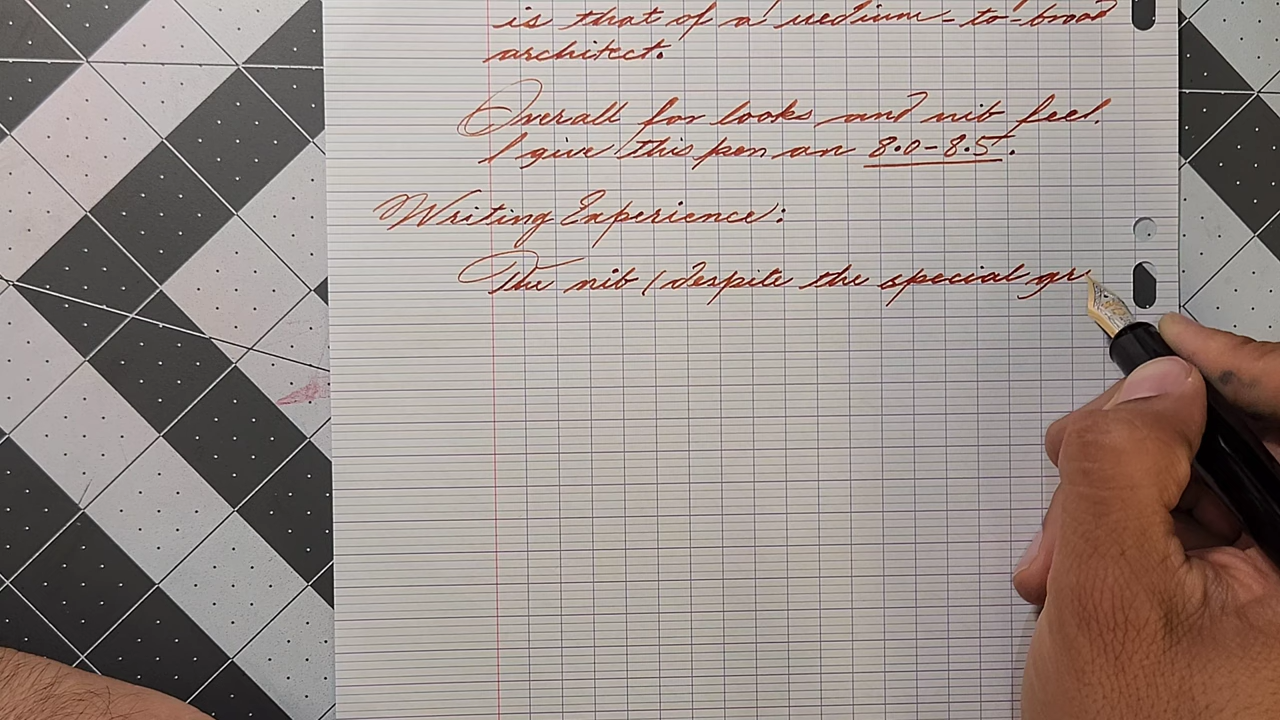 is that of a medium-to-broad
architect.
Overall for looks and nib feel,
I give this pen an 8.0-8.5.
Writing Experience:
The nib (despite the special gr